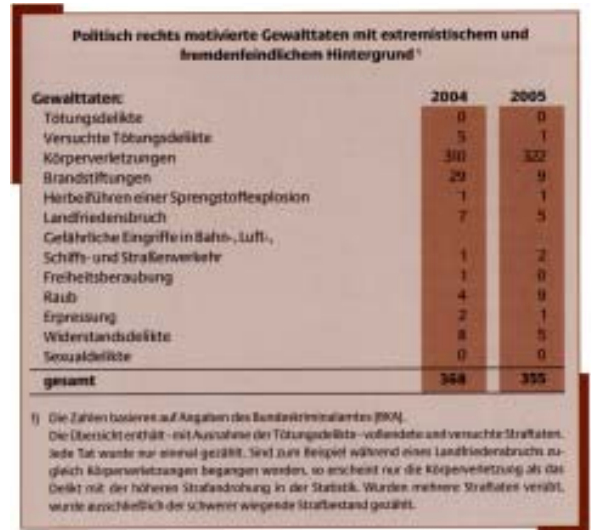 Politisch rechts motivierte Gewalttaten mit extremistischem und
fremdenfeindlichem Hintergrund ¹
Gewalttaten: 2004 2005
Tötungsdelikte 0 0
Versuchte Tötungsdelikte 5 1
Körperverletzungen 310 322
Brandstiftungen 29 9
Herbeiführen einer Sprengstoffexplosion 1 1
Landfriedensbruch 7 5
Gefährliche Eingriffe in Bahn-, Luft-,
Schiffs- und Straßenverkehr 1 2
Freiheitsberaubung 1 0
Raub 4 9
Erpressung 2 1
Widerstandsdelikte 8 5
Sexualdelikte 0 0
gesamt 368 355
1) Die Zahlen basieren auf Angaben des Bundeskriminalamtes (BKA).
Die Übersicht enthält - mit Ausnahme der Tötungsdelikte - vollendete und versuchte Straftaten.
Jede Tat wurde nur einmal gezählt. Sind zum Beispiel während eines Landfriedensbruchs zu-
gleich Körperverletzungen begangen worden, so erscheint nur die Körperverletzung als das
Delikt mit der höheren Strafandrohung in der Statistik. Wurden mehrere Straftaten verübt,
wurde ausschließlich der schwerer wiegende Straftatbestand gezählt.